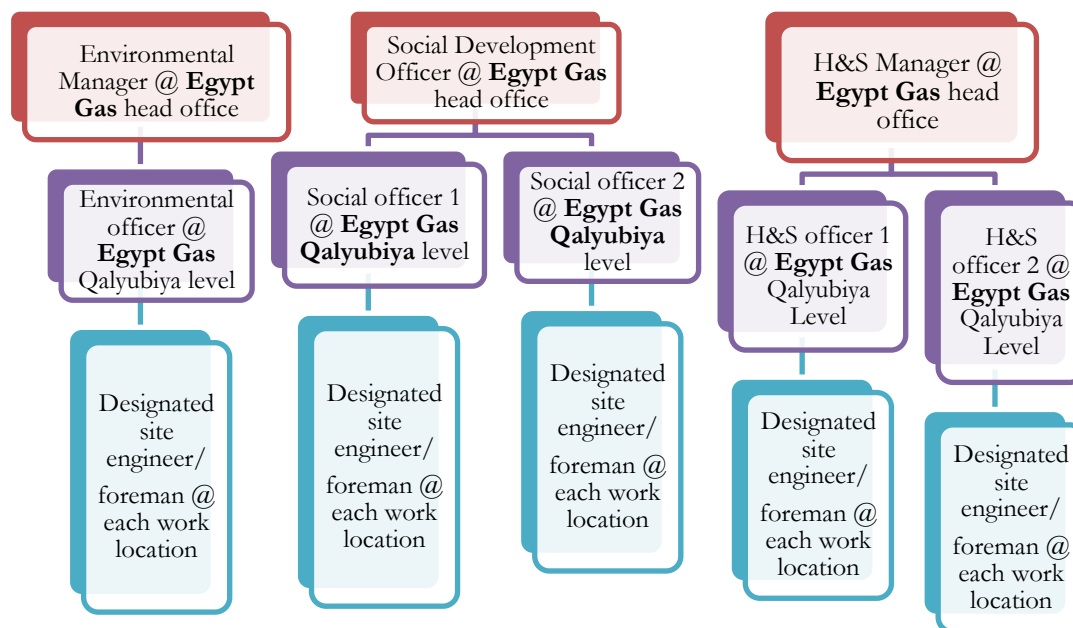 Environmental
Manager @ Egypt
Gas head office
Social Development
Officer @ Egypt Gas
head office
H&S Manager @
Egypt Gas head
office
Environmental
officer @
Egypt Gas
Qalyubiya level
Social officer 1
@ Egypt Gas
Qalyubiya level
Social officer 2
@ Egypt Gas
Qalyubiya
level
H&S officer 1
@ Egypt Gas
Qalyubiya
Level
H&S
officer 2 @
Egypt Gas
Qalyubiya
Level
Designated
site
engineer/
foreman @
each work
location
Designated
site
engineer/
foreman @
each work
location
Designated
site
engineer/
foreman @
each work
location
Designated
site
engineer/
foreman @
each work
location
Designated
site
engineer/
foreman @
each work
location